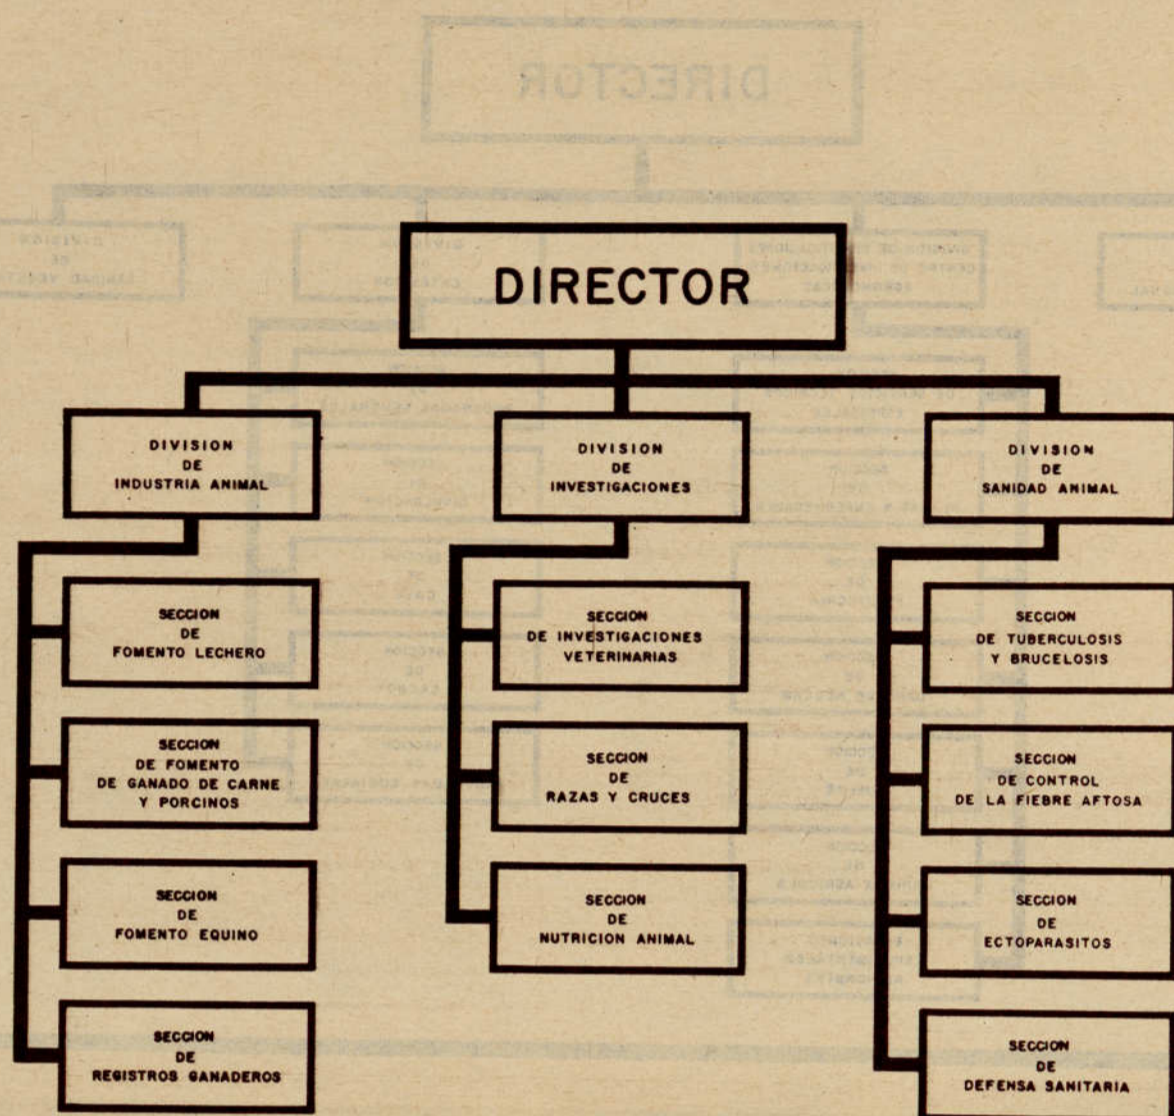 DIRECTOR
DIVISION
DE
INDUSTRIA ANIMAL
SECCION
DE
FOMENTO LECHERO
SECCION
DE FOMENTO
DE GANADO DE CARNE
Y PORCINOS
SECCION
DE
FOMENTO EQUINO
SECCION
DE
REGISTROS GANADEROS
DIVISION
DE
INVESTIGACIONES
SECCION
DE INVESTIGACIONES
VETERINARIAS
SECCION
DE
RAZAS Y CRUCES
SECCION
DE
NUTRICION ANIMAL
DIVISION
DE
SANIDAD ANIMAL
SECCION
DE TUBERCULOSIS
Y BRUCELOSIS
SECCION
DE CONTROL
DE LA FIEBRE AFTOSA
SECCION
DE
ECTOPARASITOS
SECCION
DE
DEFENSA SANITARIA